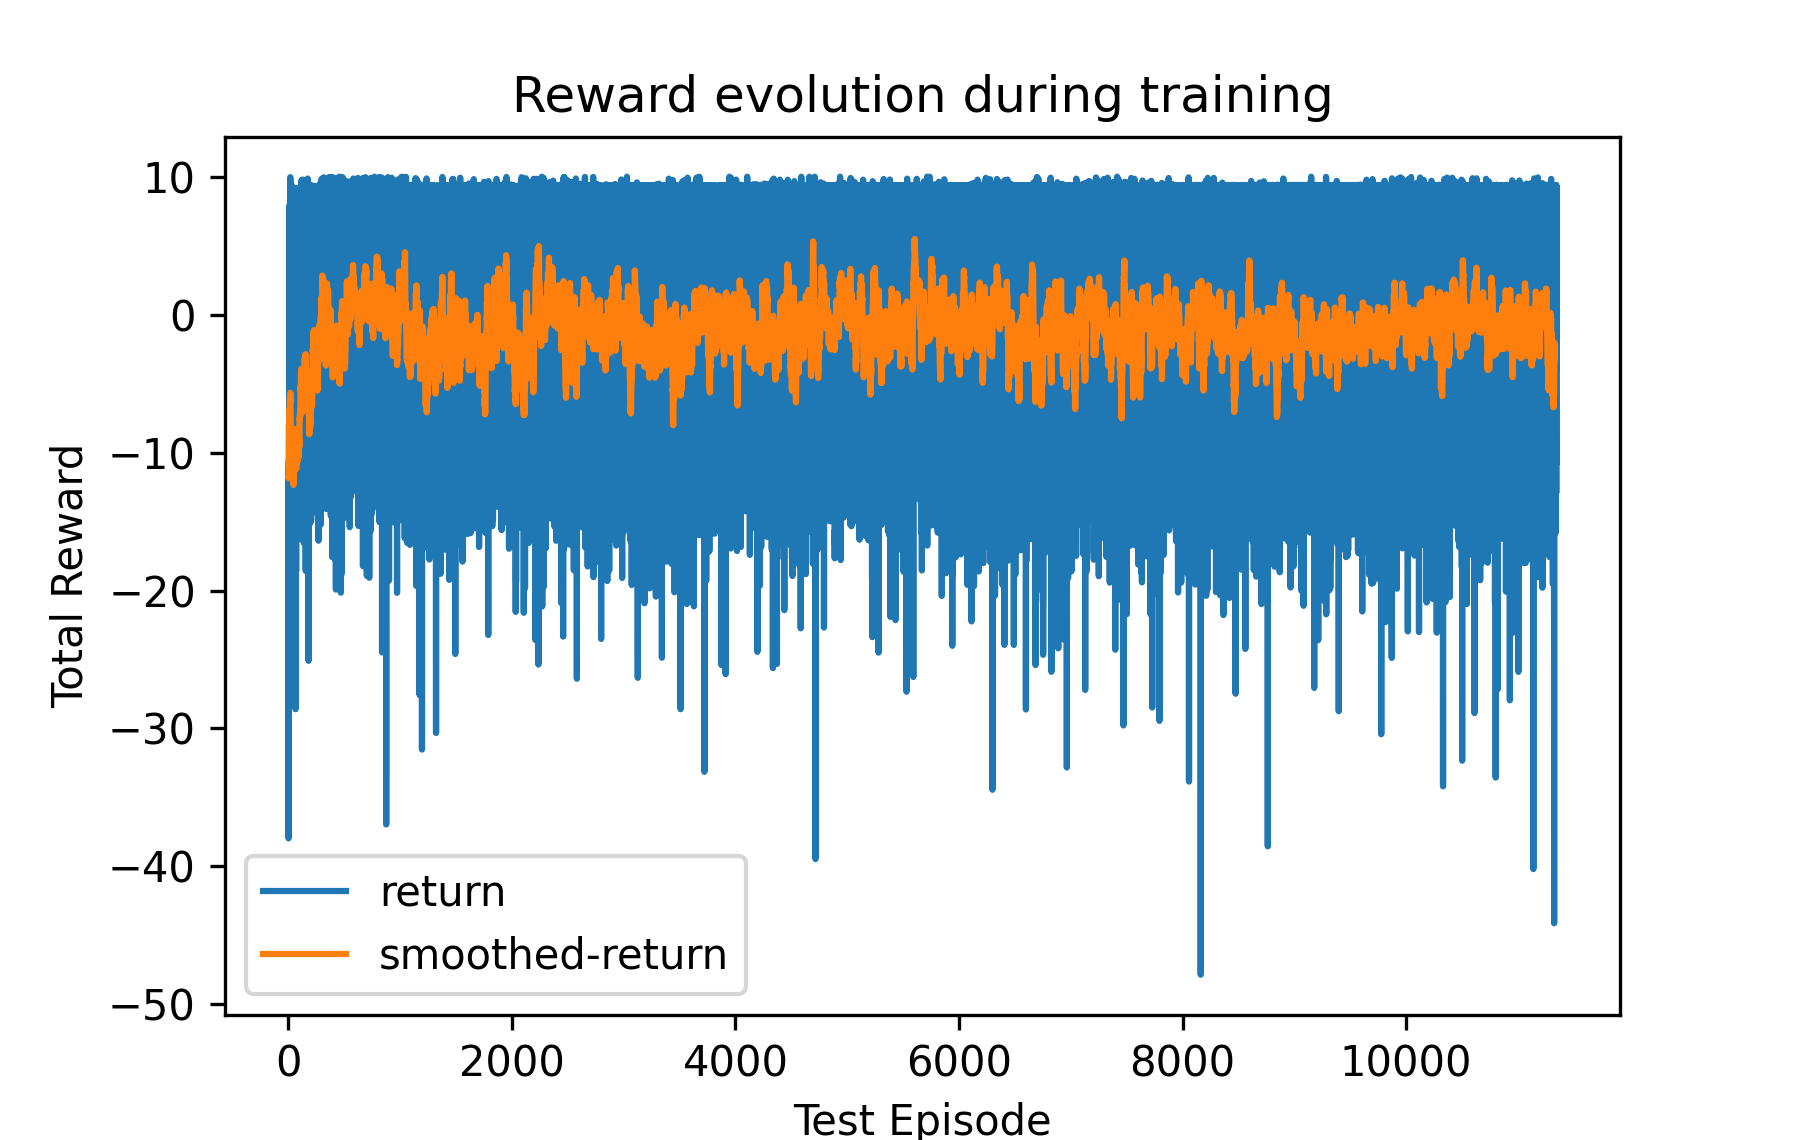 Reward evolution during training
Total Reward
10
0
−10
−20
−30
−40
−50
return
smoothed-return
0 2000 4000 6000 8000 10000
Test Episode